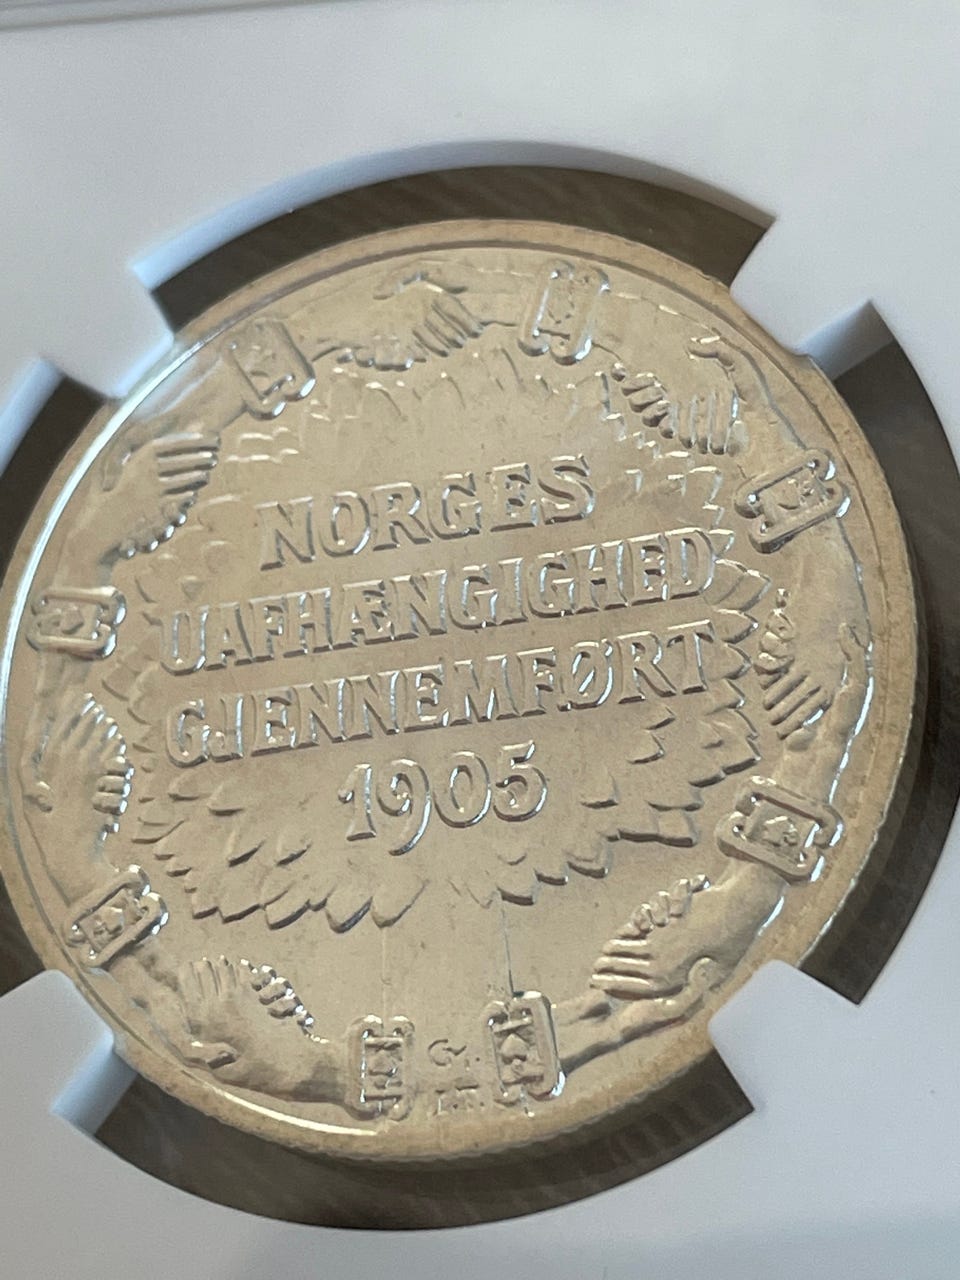 NORGES
UAFHÆNGIGHED
GJENNEMFØRT
1905